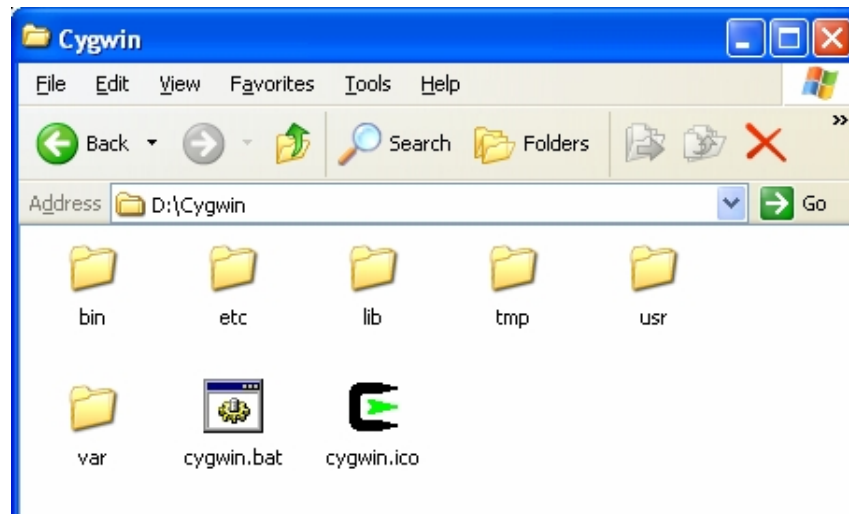 Cygwin
File Edit View Favorites Tools Help
Back Search Folders »
Address D:\Cygwin Go
bin etc lib tmp usr
var cygwin.bat cygwin.ico